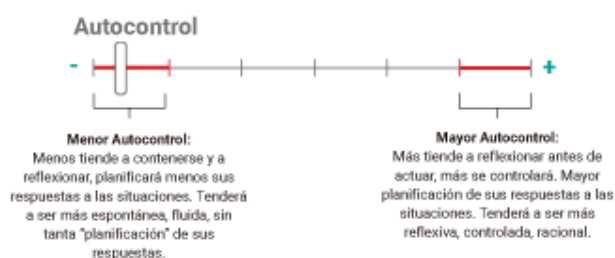 Autocontrol
- +
Menor Autocontrol:
Menos tiende a contenerse y a
reflexionar, planificará menos sus
respuestas a las situaciones. Tenderá
a ser más espontánea, fluida, sin
tanta "planificación" de sus
respuestas.
Mayor Autocontrol:
Más tiende a reflexionar antes de
actuar, más se controlará. Mayor
planificación de sus respuestas a las
situaciones. Tenderá a ser más
reflexiva, controlada, racional.